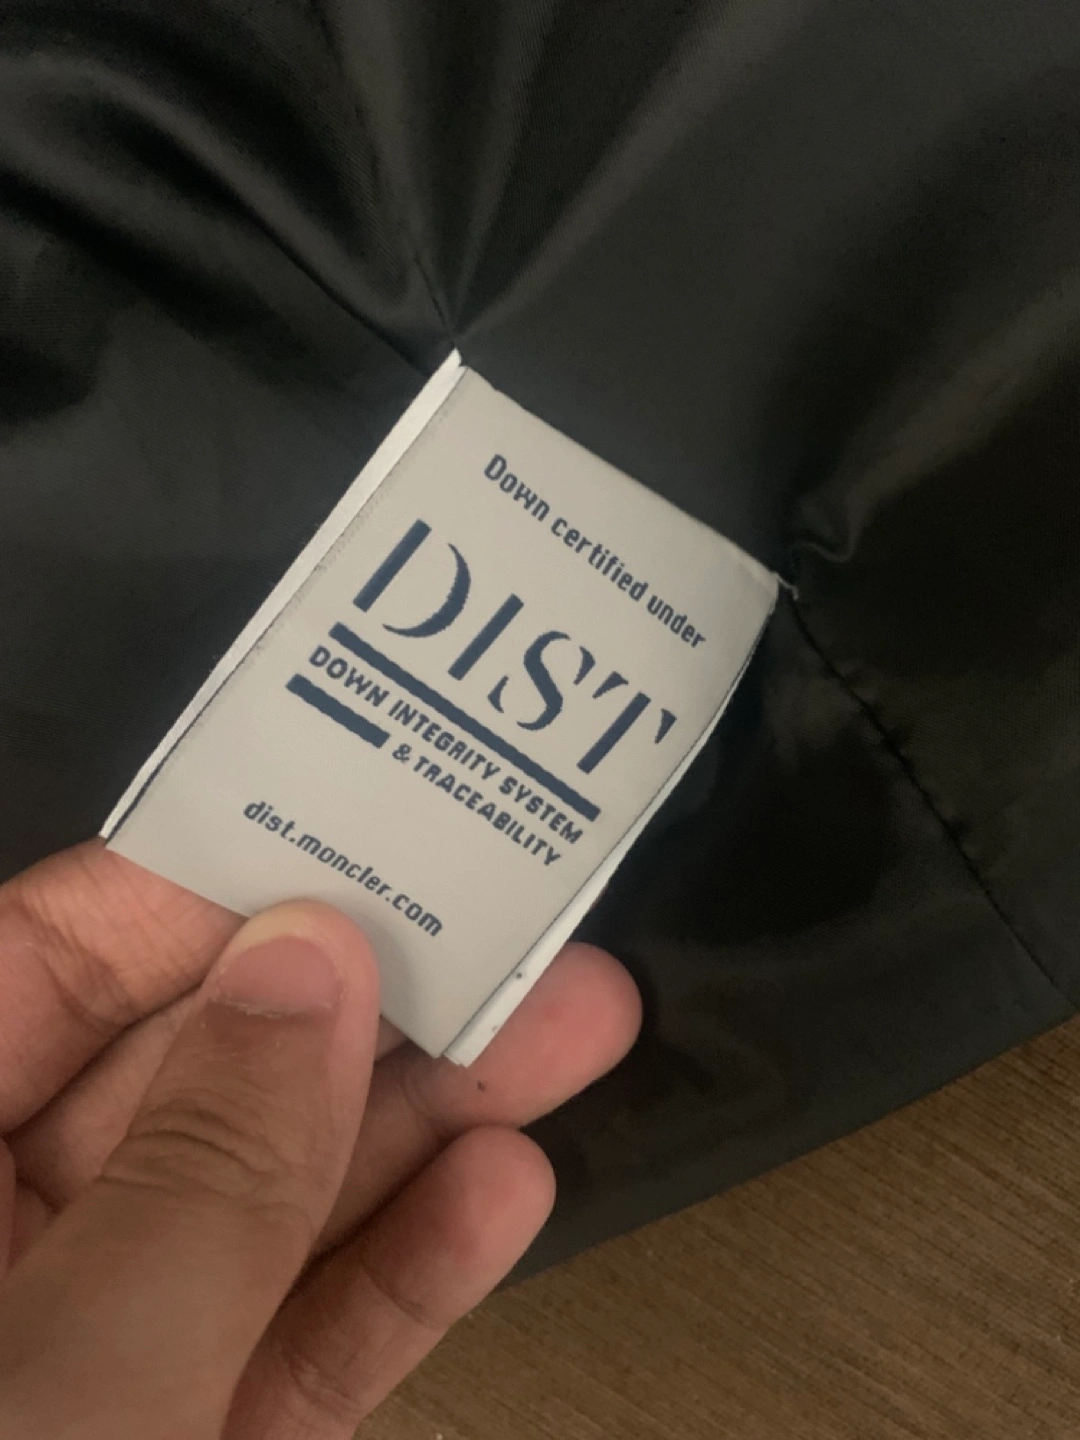 Down certified under
DIST
DOWN INTEGRITY SYSTEM
& TRACEABILITY
dist.moncler.com